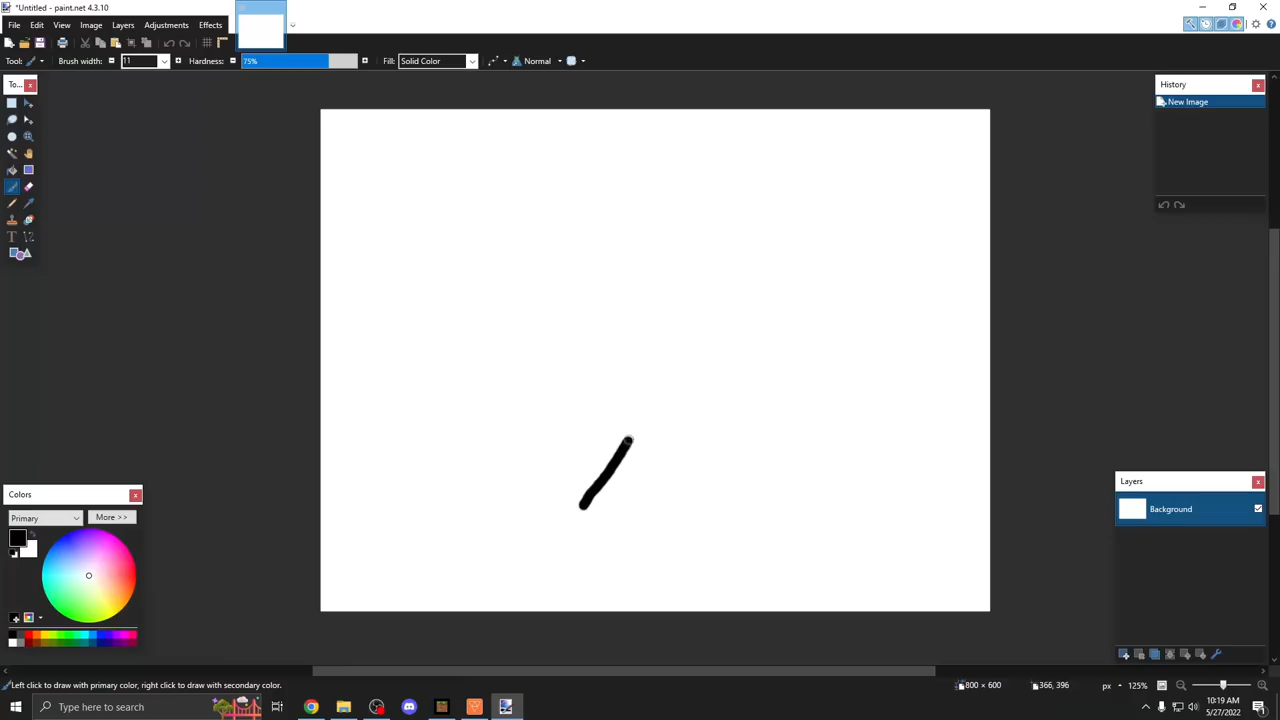 *Untitled - paint.net 4.3.10
File Edit View Image Layers Adjustments Effects
Tool: Brush width: 11 Hardness: 75% Fill: Solid Color Normal
To...
History
New Image
Colors
Primary More >>
Layers
Background
Left click to draw with primary color, right click to draw with secondary color.
800 × 600
366, 396
px
125%
Type here to search
10:19 AM
5/27/2022
1